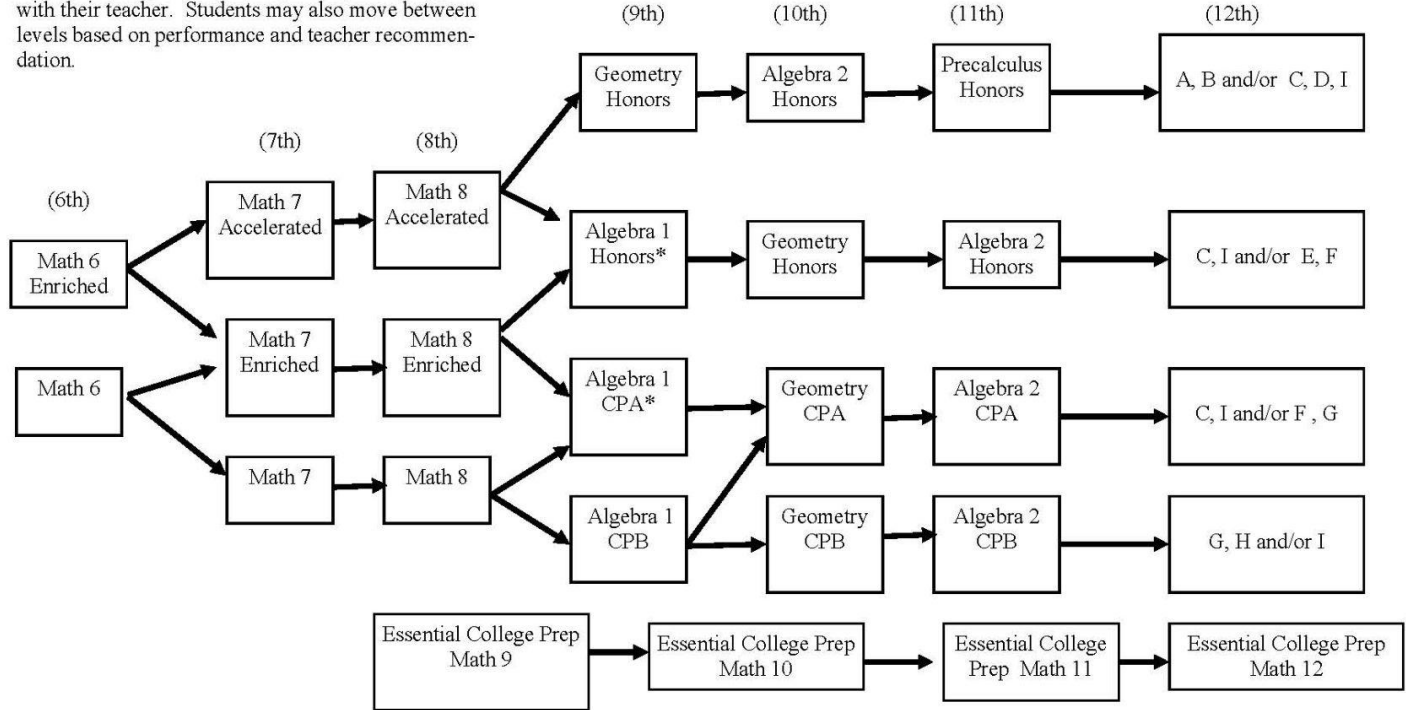 with their teacher. Students may also move between
levels based on performance and teacher recommen-
dation.
(6th)
Math 6
Enriched
Math 6
(7th)
Math 7
Accelerated
Math 7
Enriched
Math 7
(8th)
Math 8
Accelerated
Math 8
Enriched
Math 8
(9th)
Geometry
Honors
Algebra 1
Honors*
Algebra 1
CPA*
Algebra 1
CPB
(10th)
Algebra 2
Honors
Geometry
Honors
Geometry
CPA
Geometry
CPB
(11th)
Precalculus
Honors
Algebra 2
Honors
Algebra 2
CPA
Algebra 2
CPB
(12th)
A, B and/or C, D, I
C, I and/or E, F
C, I and/or F , G
G, H and/or I
Essential College Prep
Math 9
Essential College Prep
Math 10
Essential College
Prep Math 11
Essential College Prep
Math 12